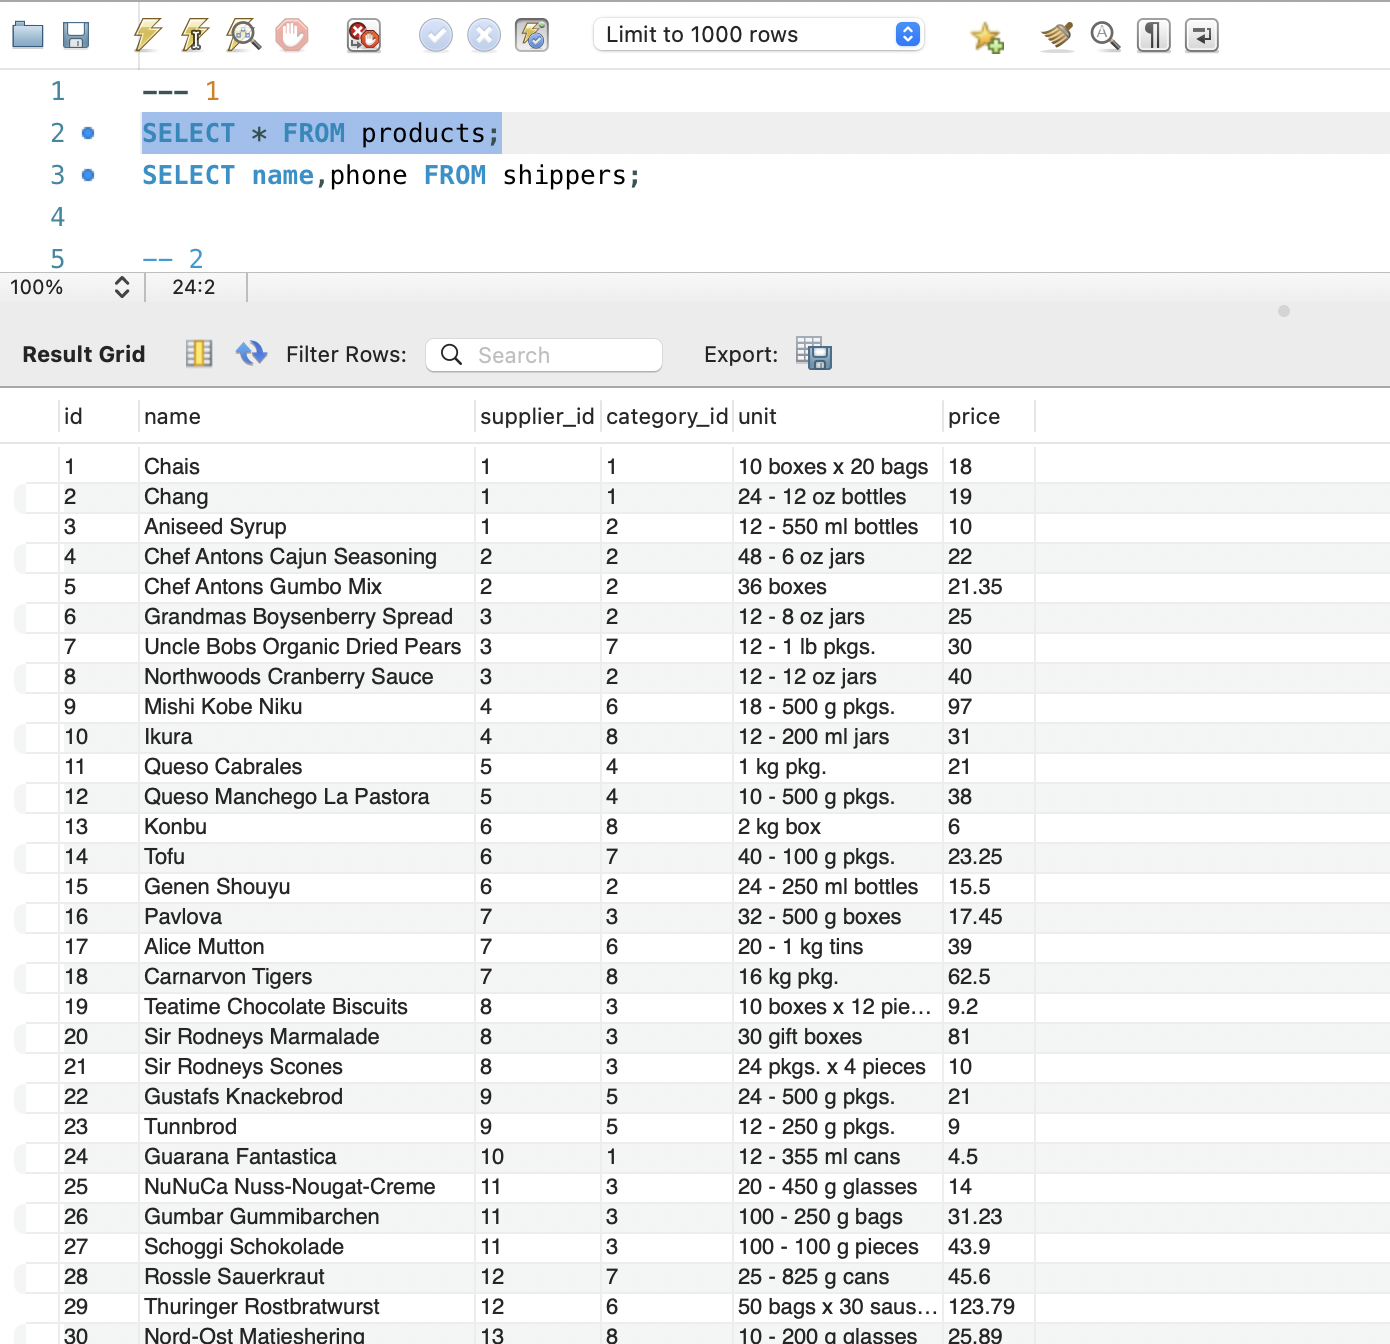 Limit to 1000 rows
1 --- 1
2 SELECT * FROM products;
3 SELECT name,phone FROM shippers;
4
5 -- 2
100% 24:2
Result Grid Filter Rows: Search Export:
id name supplier_id category_id unit price
1 Chais 1 1 10 boxes x 20 bags 18
2 Chang 1 1 24 - 12 oz bottles 19
3 Aniseed Syrup 1 2 12 - 550 ml bottles 10
4 Chef Antons Cajun Seasoning 2 2 48 - 6 oz jars 22
5 Chef Antons Gumbo Mix 2 2 36 boxes 21.35
6 Grandmas Boysenberry Spread 3 2 12 - 8 oz jars 25
7 Uncle Bobs Organic Dried Pears 3 7 12 - 1 lb pkgs. 30
8 Northwoods Cranberry Sauce 3 2 12 - 12 oz jars 40
9 Mishi Kobe Niku 4 6 18 - 500 g pkgs. 97
10 Ikura 4 8 12 - 200 ml jars 31
11 Queso Cabrales 5 4 1 kg pkg. 21
12 Queso Manchego La Pastora 5 4 10 - 500 g pkgs. 38
13 Konbu 6 8 2 kg box 6
14 Tofu 6 7 40 - 100 g pkgs. 23.25
15 Genen Shouyu 6 2 24 - 250 ml bottles 15.5
16 Pavlova 7 3 32 - 500 g boxes 17.45
17 Alice Mutton 7 6 20 - 1 kg tins 39
18 Carnarvon Tigers 7 8 16 kg pkg. 62.5
19 Teatime Chocolate Biscuits 8 3 10 boxes x 12 pie... 9.2
20 Sir Rodneys Marmalade 8 3 30 gift boxes 81
21 Sir Rodneys Scones 8 3 24 pkgs. x 4 pieces 10
22 Gustafs Knackebrod 9 5 24 - 500 g pkgs. 21
23 Tunnbrod 9 5 12 - 250 g pkgs. 9
24 Guarana Fantastica 10 1 12 - 355 ml cans 4.5
25 NuNuCa Nuss-Nougat-Creme 11 3 20 - 450 g glasses 14
26 Gumbar Gummibarchen 11 3 100 - 250 g bags 31.23
27 Schoggi Schokolade 11 3 100 - 100 g pieces 43.9
28 Rossle Sauerkraut 12 7 25 - 825 g cans 45.6
29 Thuringer Rostbratwurst 12 6 50 bags x 30 saus... 123.79
30 Nord-Ost Matjeshering 13 8 10 - 200 g glasses 25.89